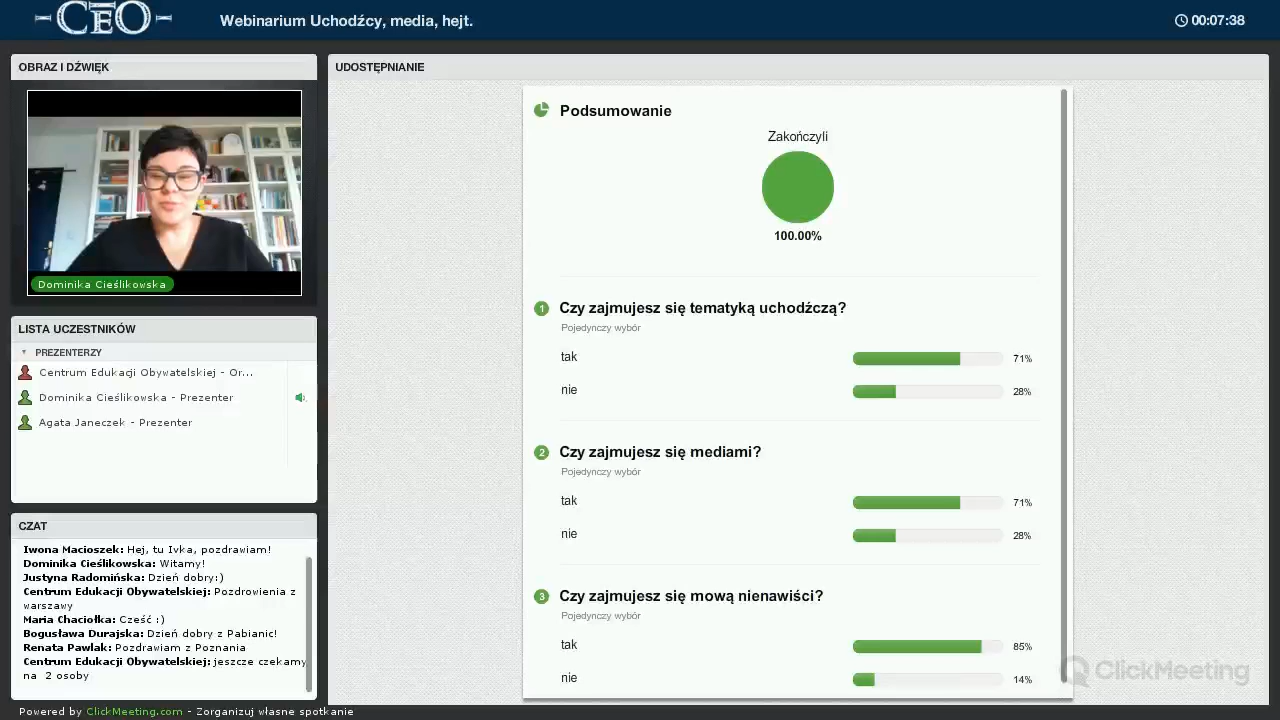 CEO
Webinarium Uchodźcy, media, hejt.
00:07:38
OBRAZ I DŹWIĘK
Dominika Cieślikowska
LISTA UCZESTNIKÓW
PREZENTERZY
Centrum Edukacji Obywatelskiej - Or...
Dominika Cieślikowska - Prezenter
Agata Janeczek - Prezenter
CZAT
Iwona Macioszek: Hej, tu Ivka, pozdrawiam!
Dominika Cieślikowska: Witamy!
Justyna Radomińska: Dzień dobry:)
Centrum Edukacji Obywatelskiej: Pozdrowienia z
warszawy
Maria Chaciołka: Cześć :)
Bogusława Durajska: Dzień dobry z Pabianic!
Renata Pawlak: Pozdrawiam z Poznania
Centrum Edukacji Obywatelskiej: jeszcze czekamy
na 2 osoby
UDOSTĘPNIANIE
Podsumowanie
Zakończyli
100.00%
1 Czy zajmujesz się tematyką uchodźczą?
Pojedynczy wybór
tak 71%
nie 28%
2 Czy zajmujesz się mediami?
Pojedynczy wybór
tak 71%
nie 28%
3 Czy zajmujesz się mową nienawiści?
Pojedynczy wybór
tak 85%
nie 14%
ClickMeeting
Powered by ClickMeeting.com - Zorganizuj własne spotkanie